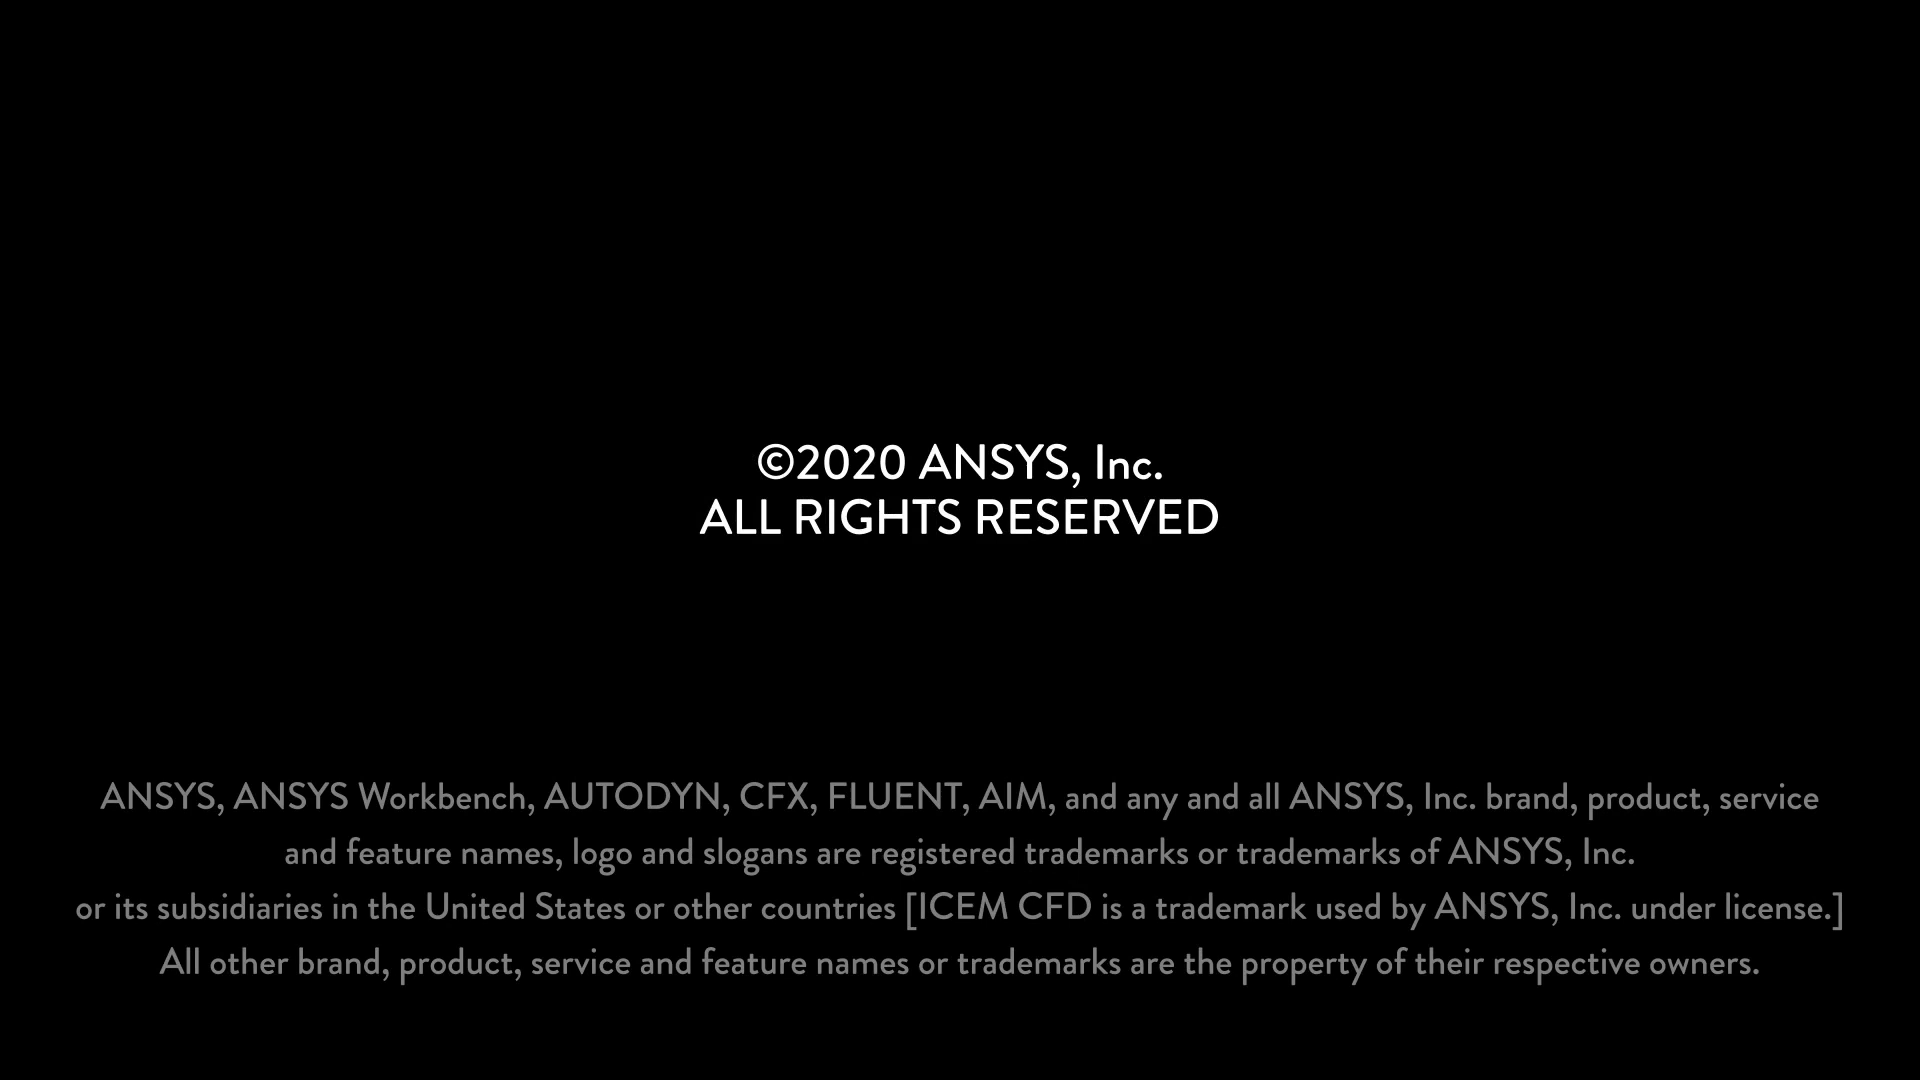 ©2020 ANSYS, Inc.
ALL RIGHTS RESERVED
ANSYS, ANSYS Workbench, AUTODYN, CFX, FLUENT, AIM, and any and all ANSYS, Inc. brand, product, service
and feature names, logo and slogans are registered trademarks or trademarks of ANSYS, Inc.
or its subsidiaries in the United States or other countries [ICEM CFD is a trademark used by ANSYS, Inc. under license.]
All other brand, product, service and feature names or trademarks are the property of their respective owners.